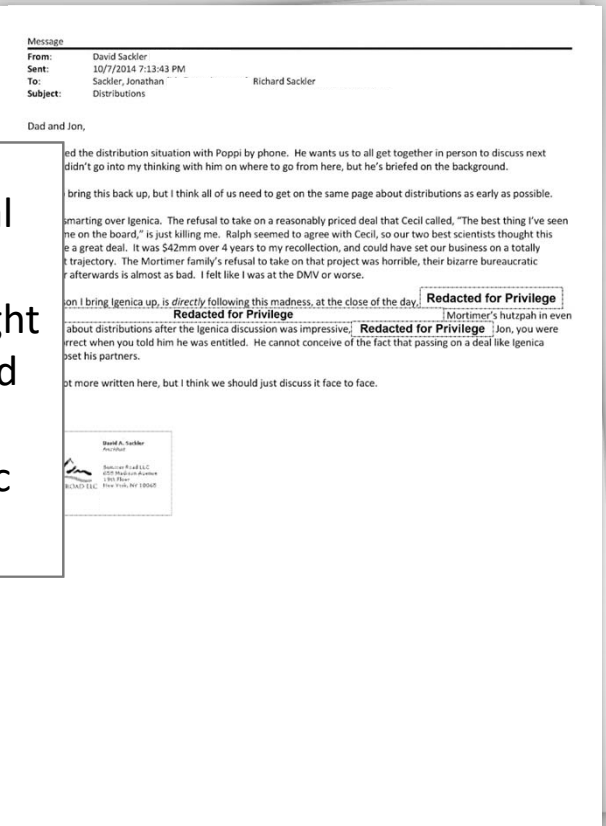 Message
From: David Sackler
Sent: 10/7/2014 7:13:43 PM
To: Sackler, Jonathan Richard Sackler
Subject: Distributions
Dad and Jon,
ed the distribution situation with Poppi by phone. He wants us to all get together in person to discuss next
didn't go into my thinking with him on where to go from here, but he's briefed on the background.
bring this back up, but I think all of us need to get on the same page about distributions as early as possible.
l
smarting over Igenica. The refusal to take on a reasonably priced deal that Cecil called, "The best thing I've seen
ne on the board," is just killing me. Ralph seemed to agree with Cecil, so our two best scientists thought this
e a great deal. It was $42mm over 4 years to my recollection, and could have set our business on a totally
t trajectory. The Mortimer family's refusal to take on that project was horrible, their bizarre bureaucratic
r afterwards is almost as bad. I felt like I was at the DMV or worse.
ght
on I bring Igenica up, is directly following this madness, at the close of the day, Redacted for Privilege
Redacted for Privilege Mortimer's hutzpah in even
about distributions after the Igenica discussion was impressive, Redacted for Privilege Jon, you were
rrect when you told him he was entitled. He cannot conceive of the fact that passing on a deal like Igenica
pset his partners.
d
ot more written here, but I think we should just discuss it face to face.
c
David A. Sackler
President
ROAD LLC
New York, NY 10065